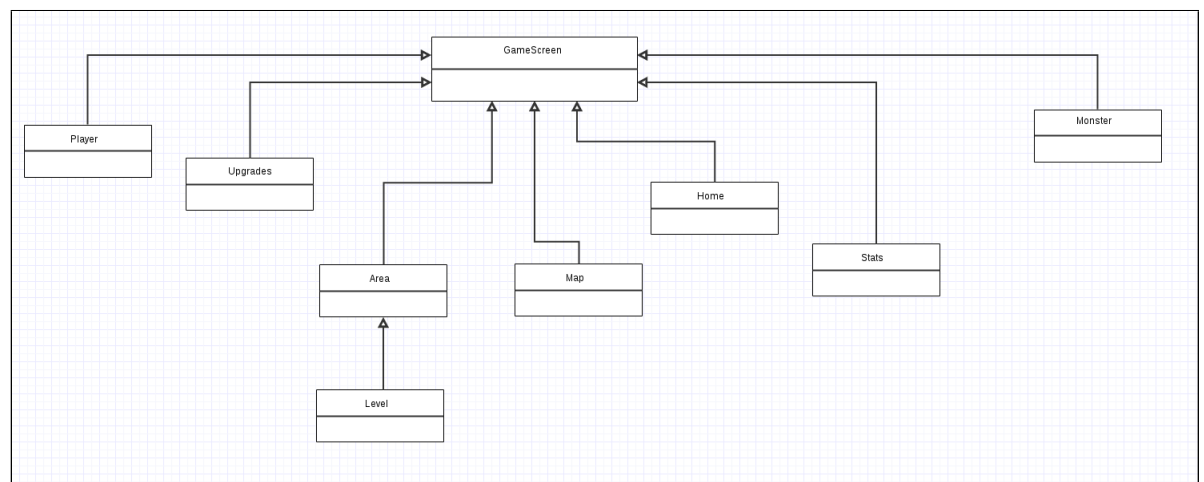 GameScreen
Player
Monster
Upgrades
Home
Stats
Area
Map
Level